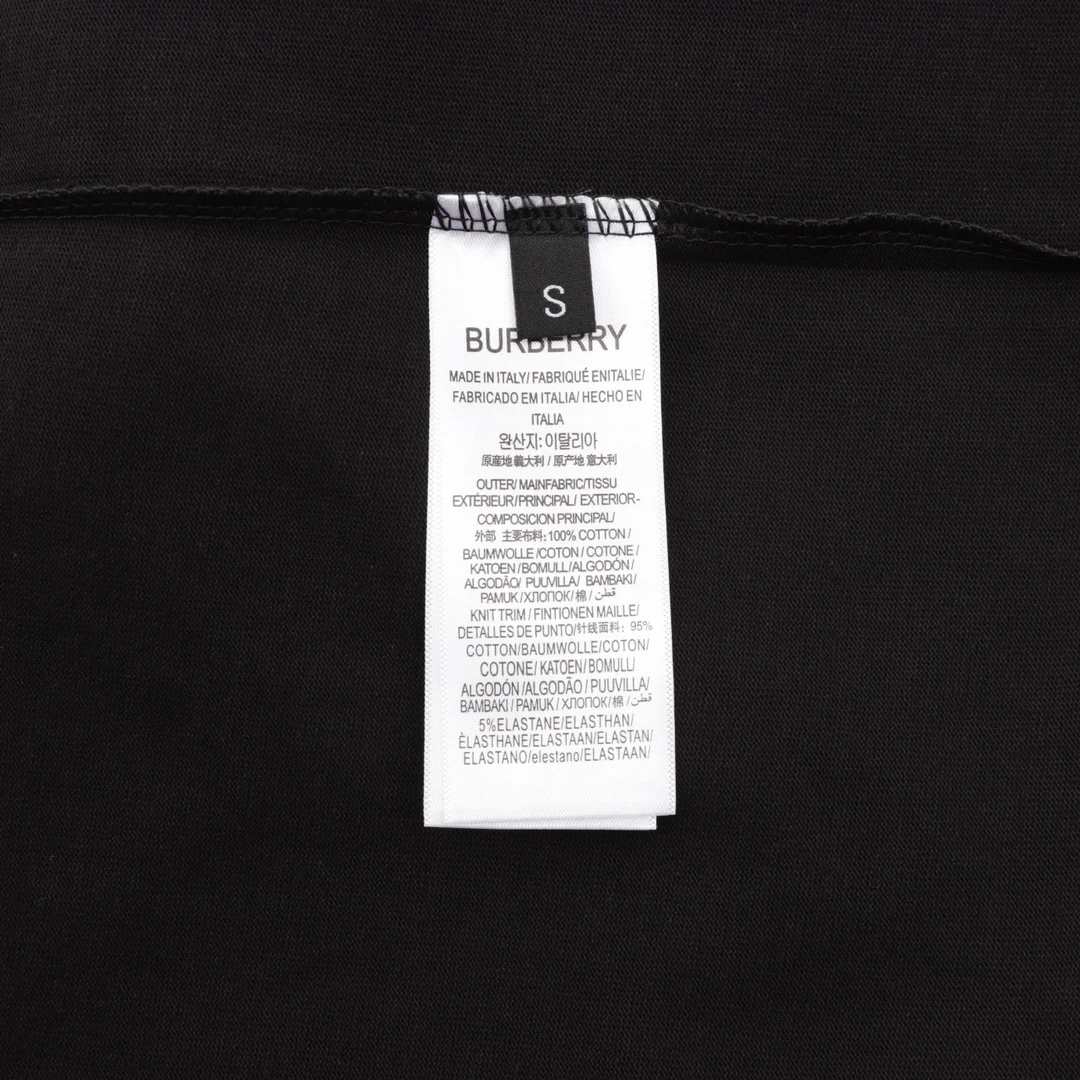 S
BURBERRY
MADE IN ITALY/ FABRIQUÉ ENITALIE/
FABRICADO EM ITALIA/ HECHO EN
ITALIA
완산지: 이탈리아
原産地 義大利 / 原产地 意大利
OUTER/ MAINFABRIC/TISSU
EXTÉRIEUR/PRINCIPAL/ EXTERIOR-
COMPOSICION PRINCIPAL/
外部 主要布料: 100% COTTON /
BAUMWOLLE /COTON / COTONE /
KATOEN / BOMULL/ALGODÓN /
ALGODÃO/ PUUVILLA/ BAMBAKI/
PAMUK / ХЛОПОК/ 棉 / قطن
KNIT TRIM / FINTIONEN MAILLE/
DETALLES DE PUNTO/针线面料: 95%
COTTON/BAUMWOLLE/COTON/
COTONE/ KATOEN/ BOMULL/
ALGODÓN /ALGODÃO / PUUVILLA/
BAMBAKI / PAMUK / ХЛОПОК/ 棉 / قطن
5%ELASTANE/ELASTHAN/
ÈLASTHANE/ELASTAAN/ELASTAN/
ELASTANO/elestano/ELASTAAN/